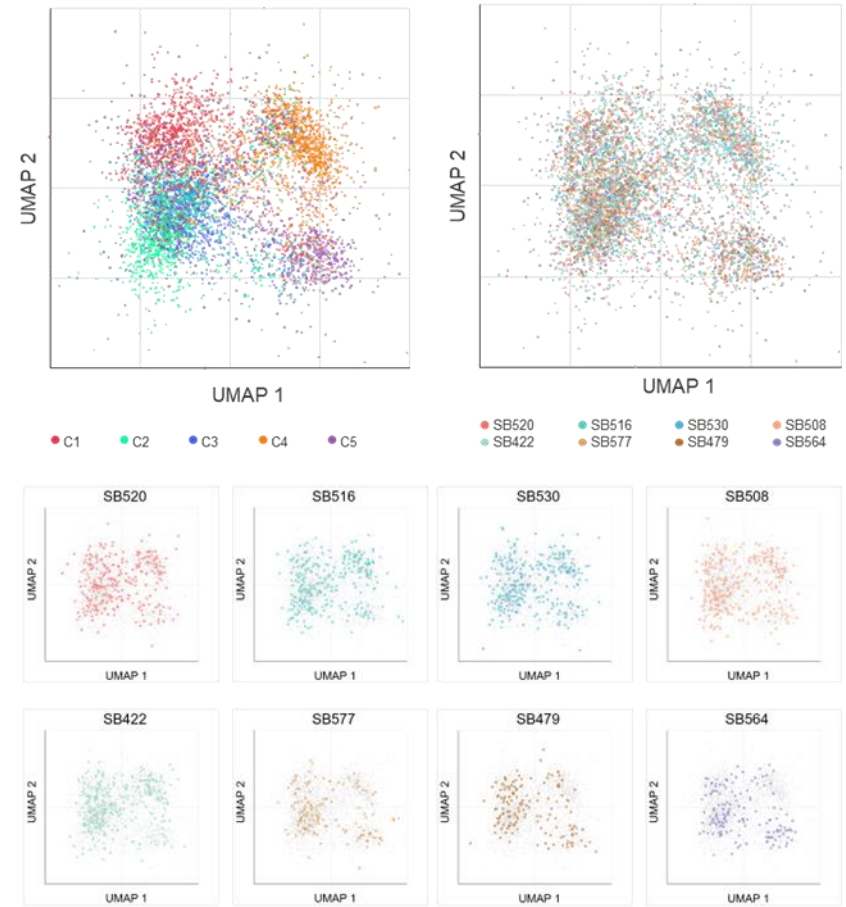 UMAP 2
UMAP 1
C1 C2 C3 C4 C5
UMAP 2
UMAP 1
SB520 SB516 SB530 SB508
SB422 SB577 SB479 SB564
SB520
UMAP 2
UMAP 1
SB516
UMAP 2
UMAP 1
SB530
UMAP 2
UMAP 1
SB508
UMAP 2
UMAP 1
SB422
UMAP 2
UMAP 1
SB577
UMAP 2
UMAP 1
SB479
UMAP 2
UMAP 1
SB564
UMAP 2
UMAP 1